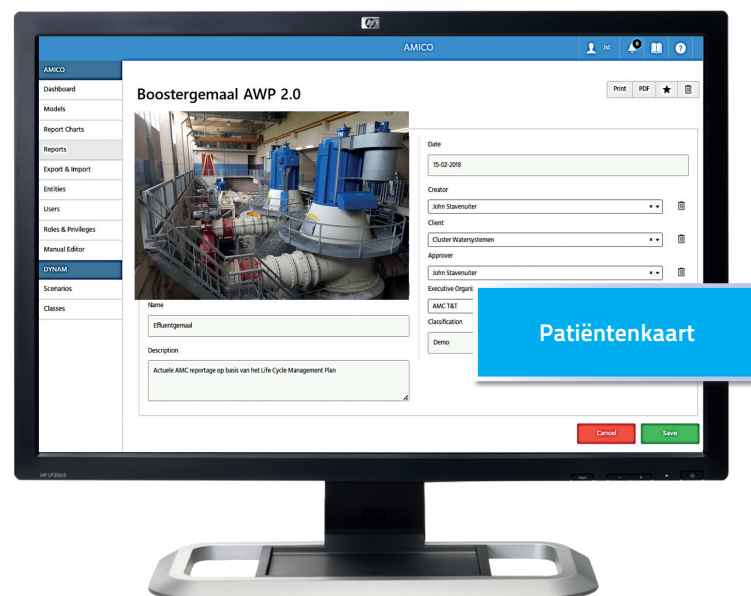 hp
AMICO
JSt
0
?
AMICO
Dashboard
Models
Report Charts
Reports
Export & Import
Entities
Users
Roles & Privileges
Manual Editor
DYNAM
Scenarios
Classes
Boostergemaal AWP 2.0
Print PDF
Name
Effluentgemaal
Description
Actuele AMC reportage op basis van het Life Cycle Management Plan
Date
15-02-2018
Creator
John Stavenuiter
Client
Cluster Watersystemen
Approver
John Stavenuiter
Executive Organi
AMC T&T
Classification
Demo
Patiëntenkaart
Cancel Save
HP LP3065